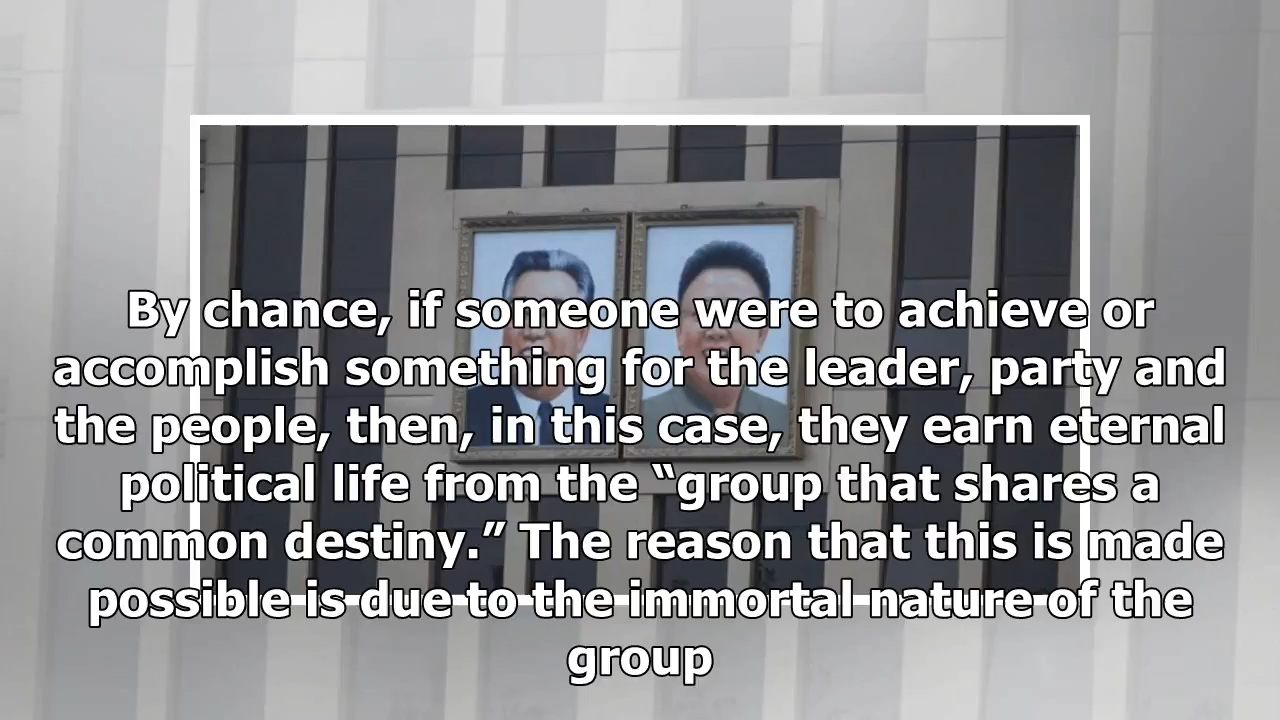 By chance, if someone were to achieve or
accomplish something for the leader, party and
the people, then, in this case, they earn eternal
political life from the “group that shares a
common destiny.” The reason that this is made
possible is due to the immortal nature of the
group